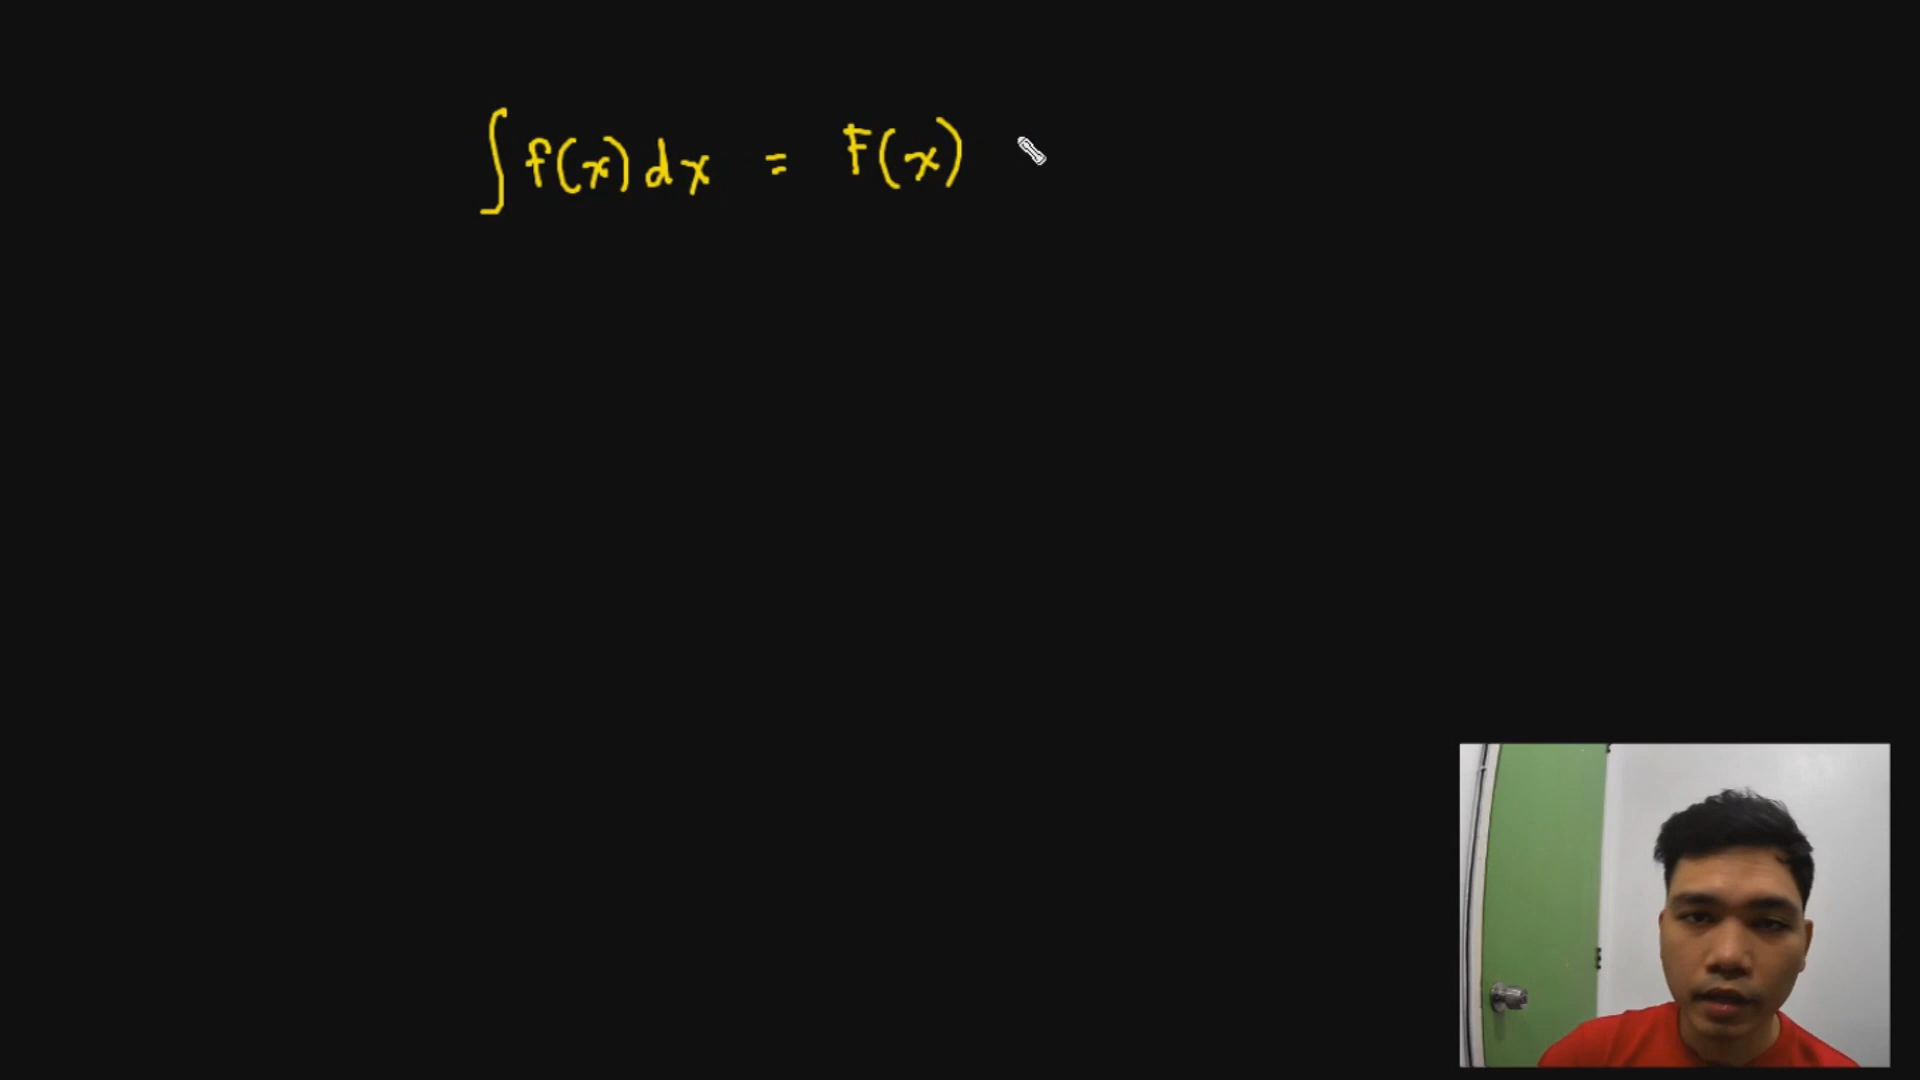 ∫ f(x) dx = F(x)